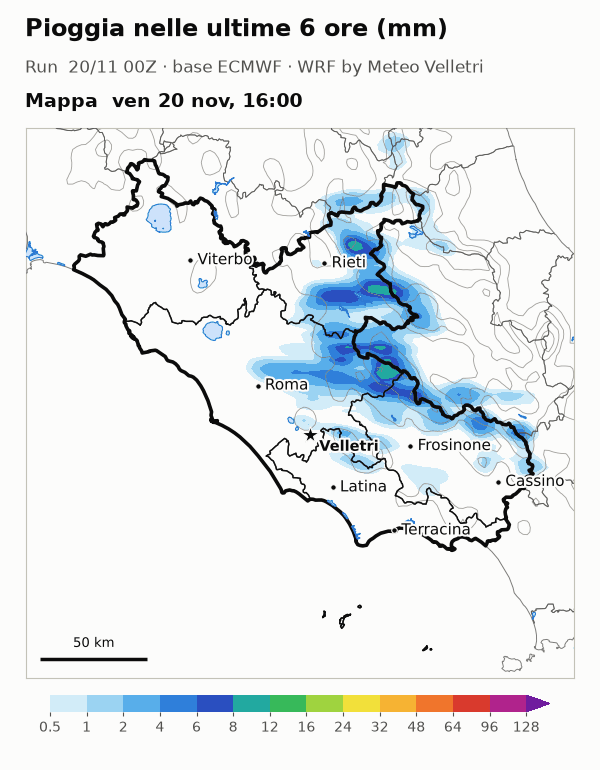 Pioggia nelle ultime 6 ore (mm)
Run  20/11 00Z · base ECMWF · WRF by Meteo Velletri
Mappa  ven 20 nov, 16:00
Viterbo
Rieti
Roma
Velletri
Frosinone
Cassino
Latina
Terracina
50 km
0.5 1 2 4 6 8 12 16 24 32 48 64 96 128